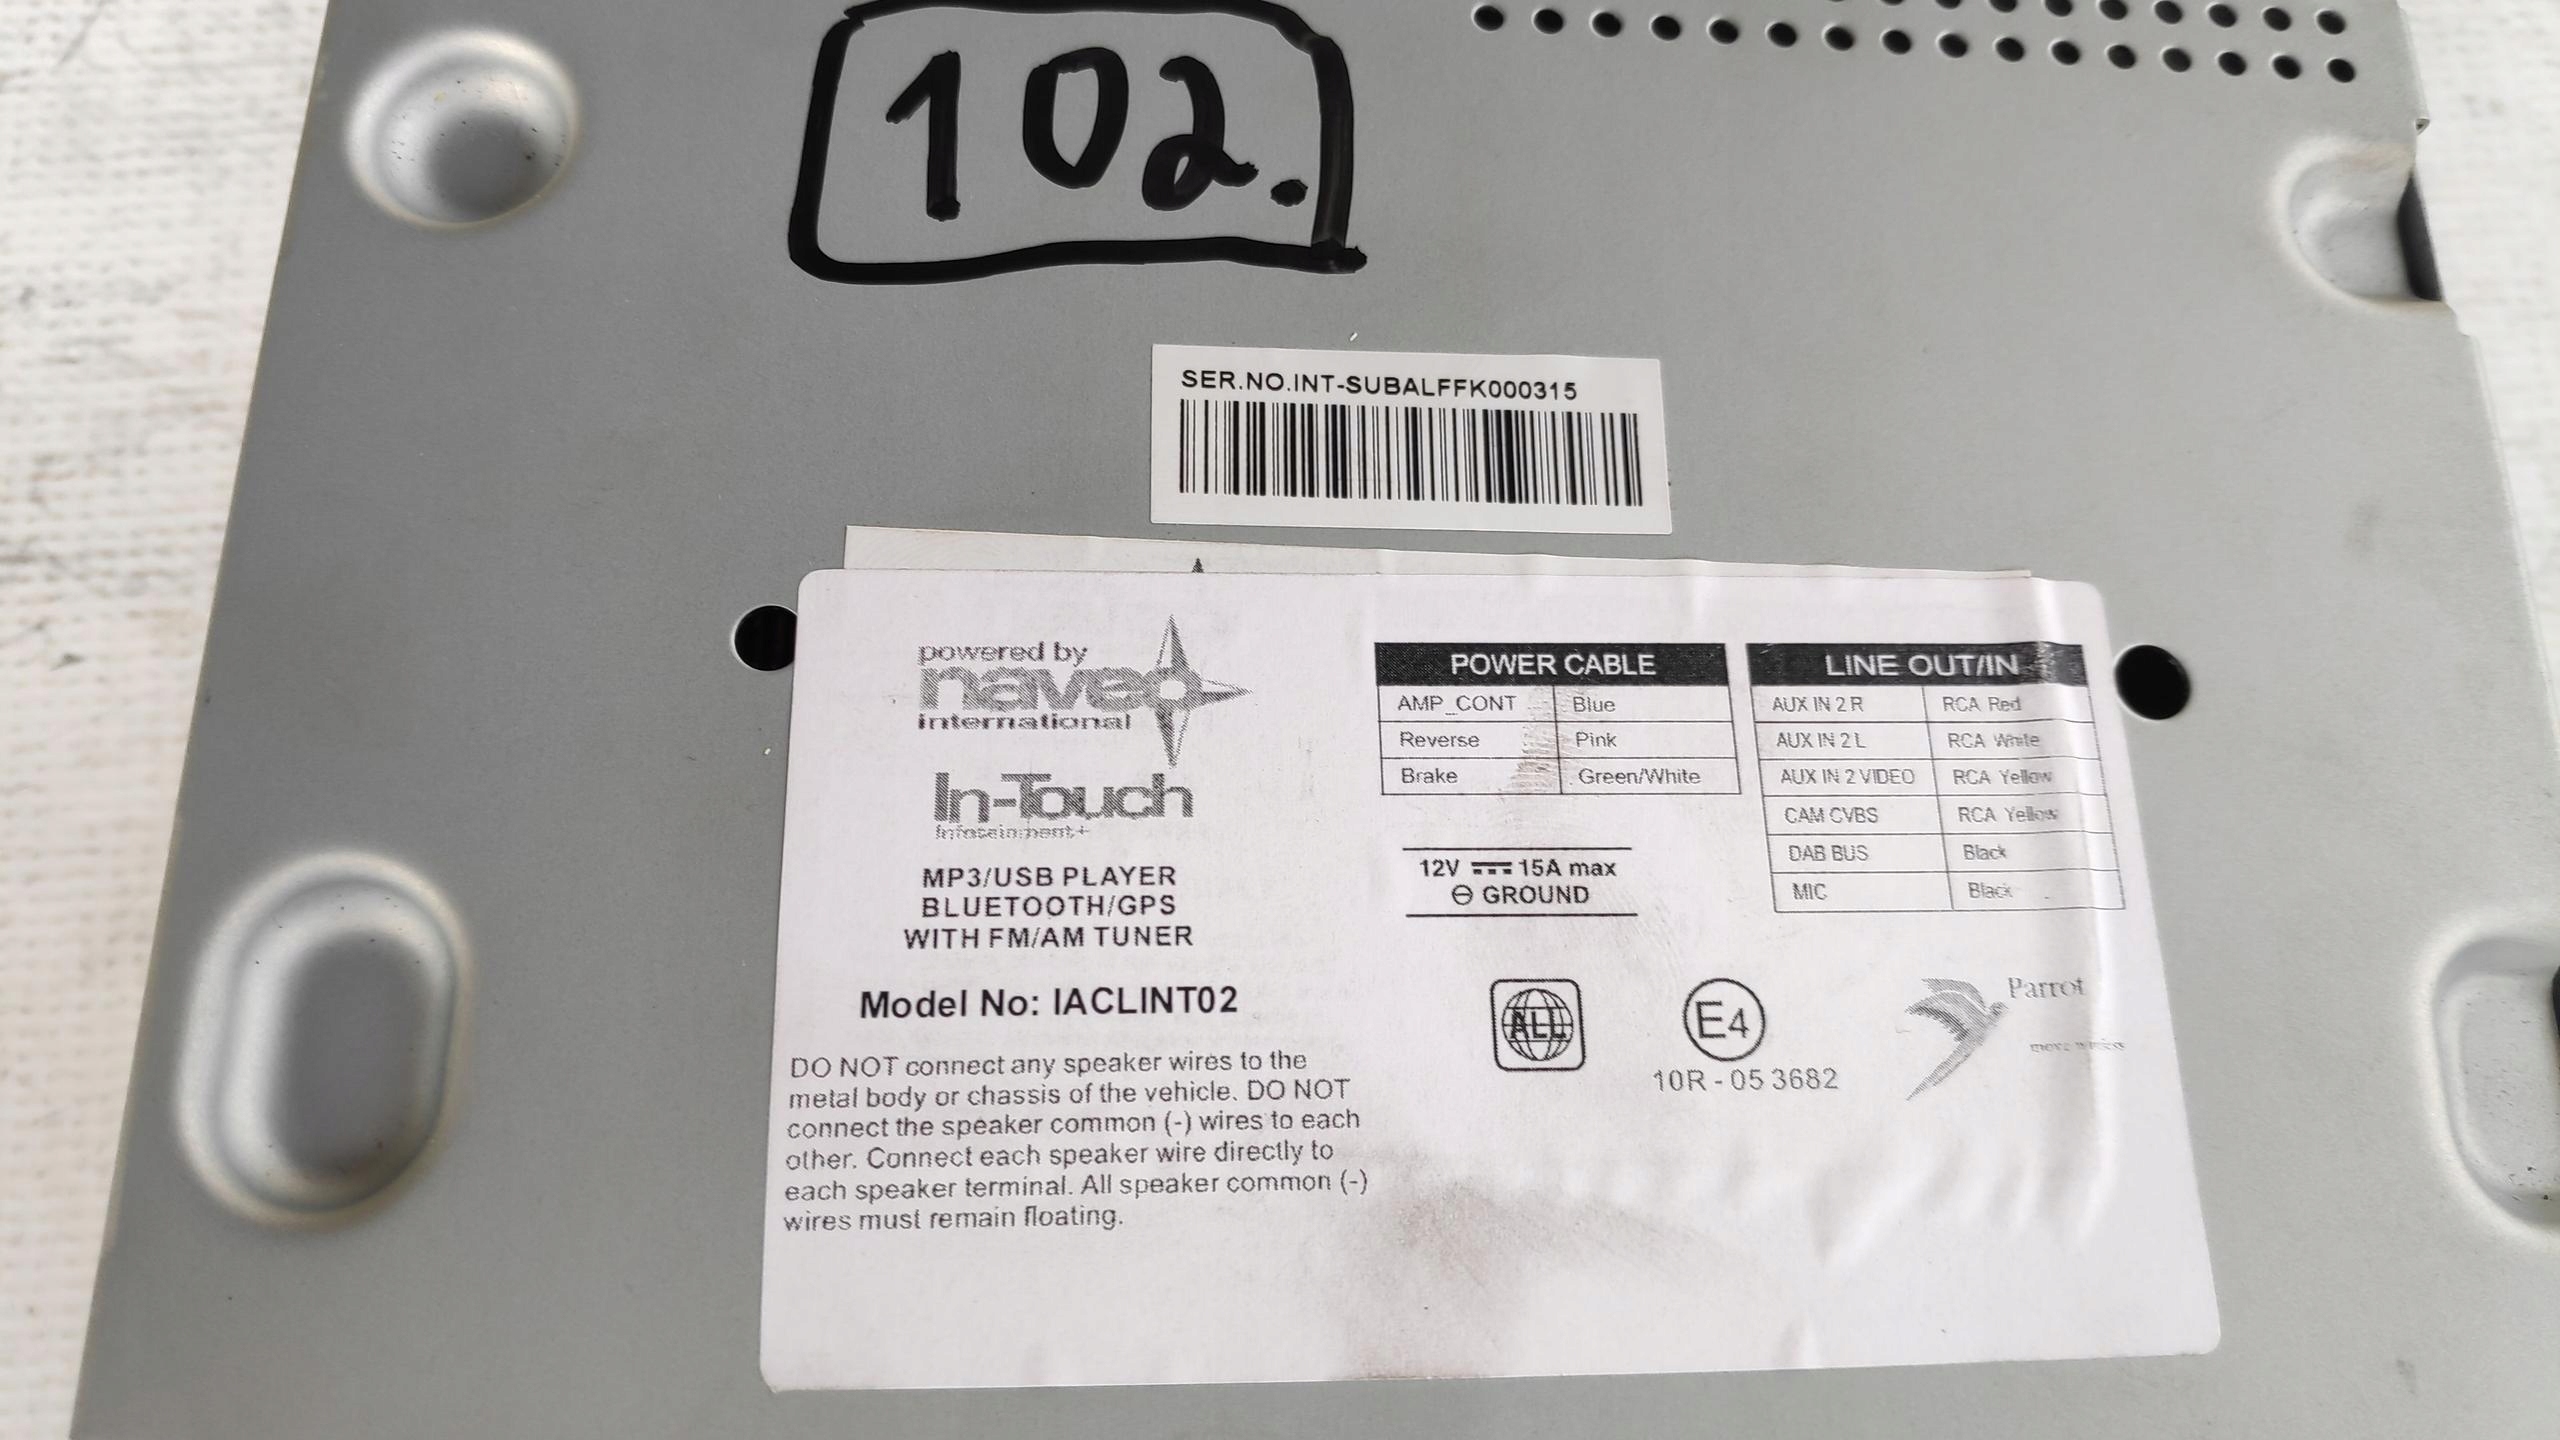 102.
SER.NO.INT-SUBALFFK000315
powered by
naveo
international
In-Touch
Infotainment+
MP3/USB PLAYER
BLUETOOTH/GPS
WITH FM/AM TUNER
Model No: IACLINT02
DO NOT connect any speaker wires to the
metal body or chassis of the vehicle. DO NOT
connect the speaker common (-) wires to each
other. Connect each speaker wire directly to
each speaker terminal. All speaker common (-)
wires must remain floating.
POWER CABLE
AMP_CONT Blue
Reverse Pink
Brake Green/White
12V 15A max
GROUND
LINE OUT/IN
AUX IN 2 R RCA Red
AUX IN 2 L RCA White
AUX IN 2 VIDEO RCA Yellow
CAM CVBS RCA Yellow
DAB BUS Black
MIC Black
ALL
E4
10R - 05 3682
Parrot
move wireless